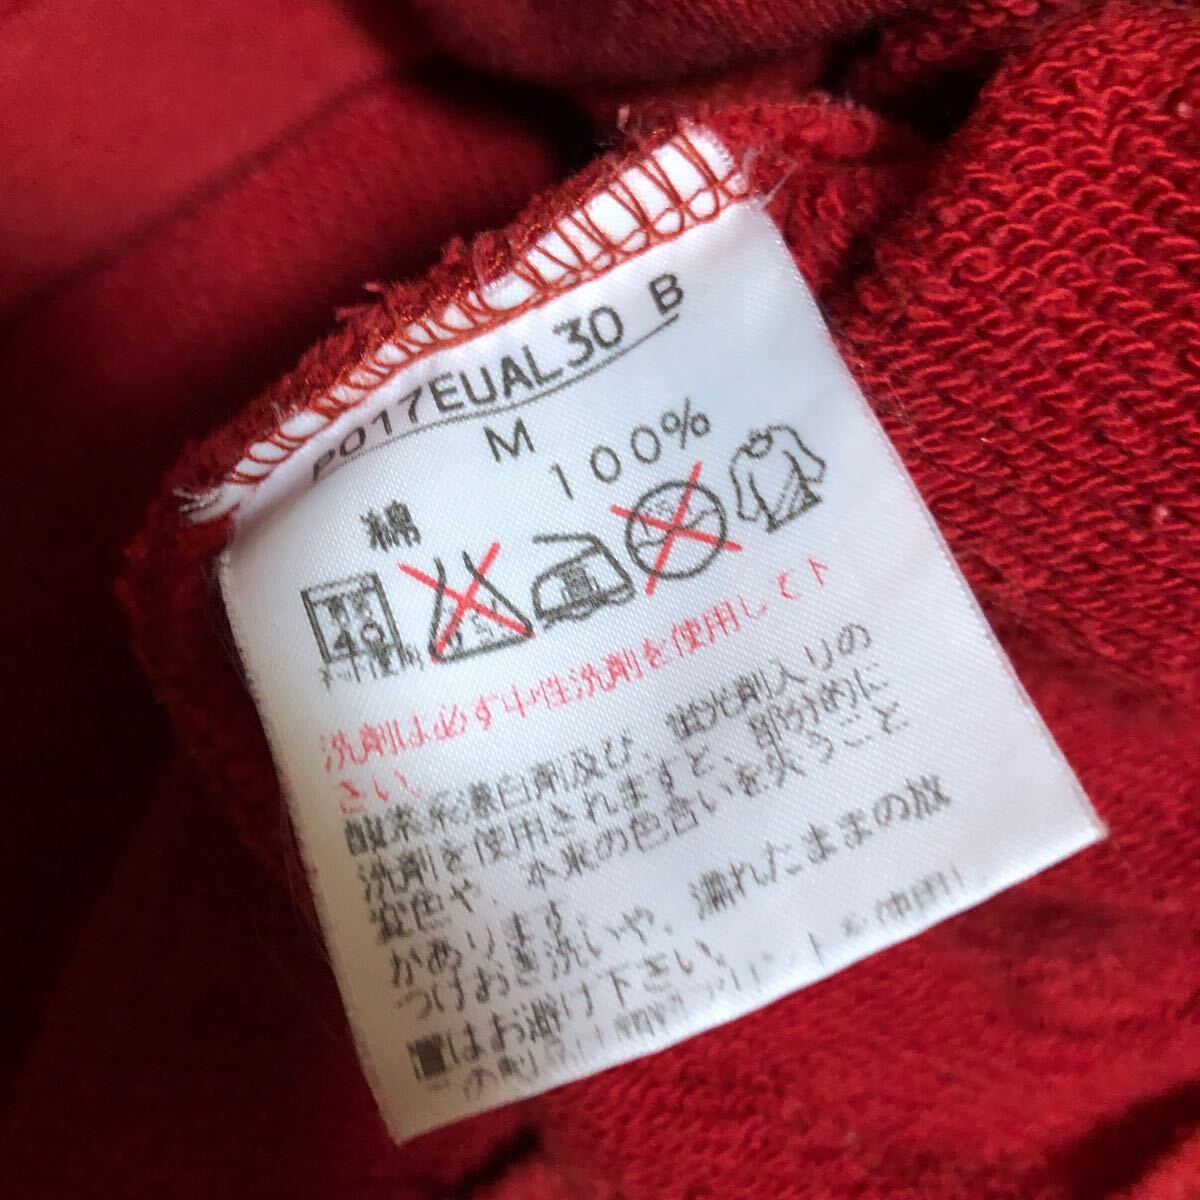 P017EUAL30 B
M
綿 100%
40
洗剤は必ず中性洗剤を使用して下
さい。
酸素系漂白剤及び、蛍光剤入りの
洗剤を使用されますと、部分的に
変色や、本来の色合いを失うこと
があります。
つけおき洗いや、濡れたままの放
置はお避け下さい。